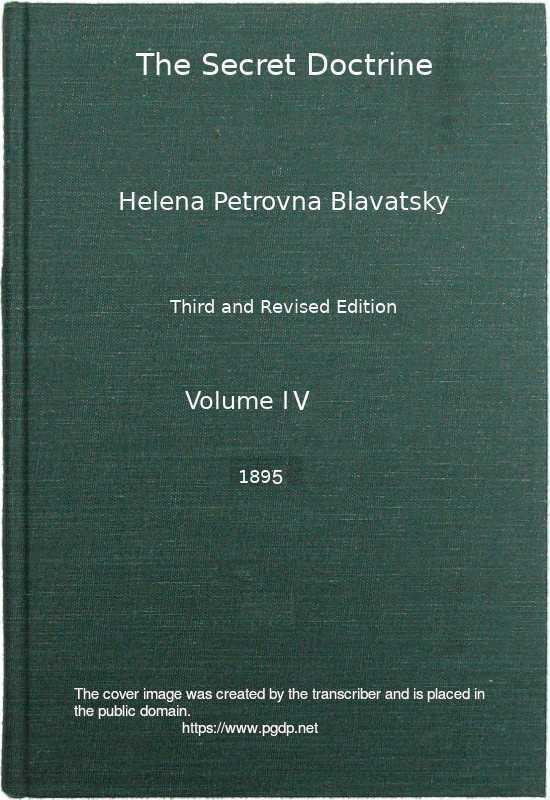 The Secret Doctrine
Helena Petrovna Blavatsky
Third and Revised Edition
Volume IV
1895
The cover image was created by the transcriber and is placed in
the public domain.
https://www.pgdp.net